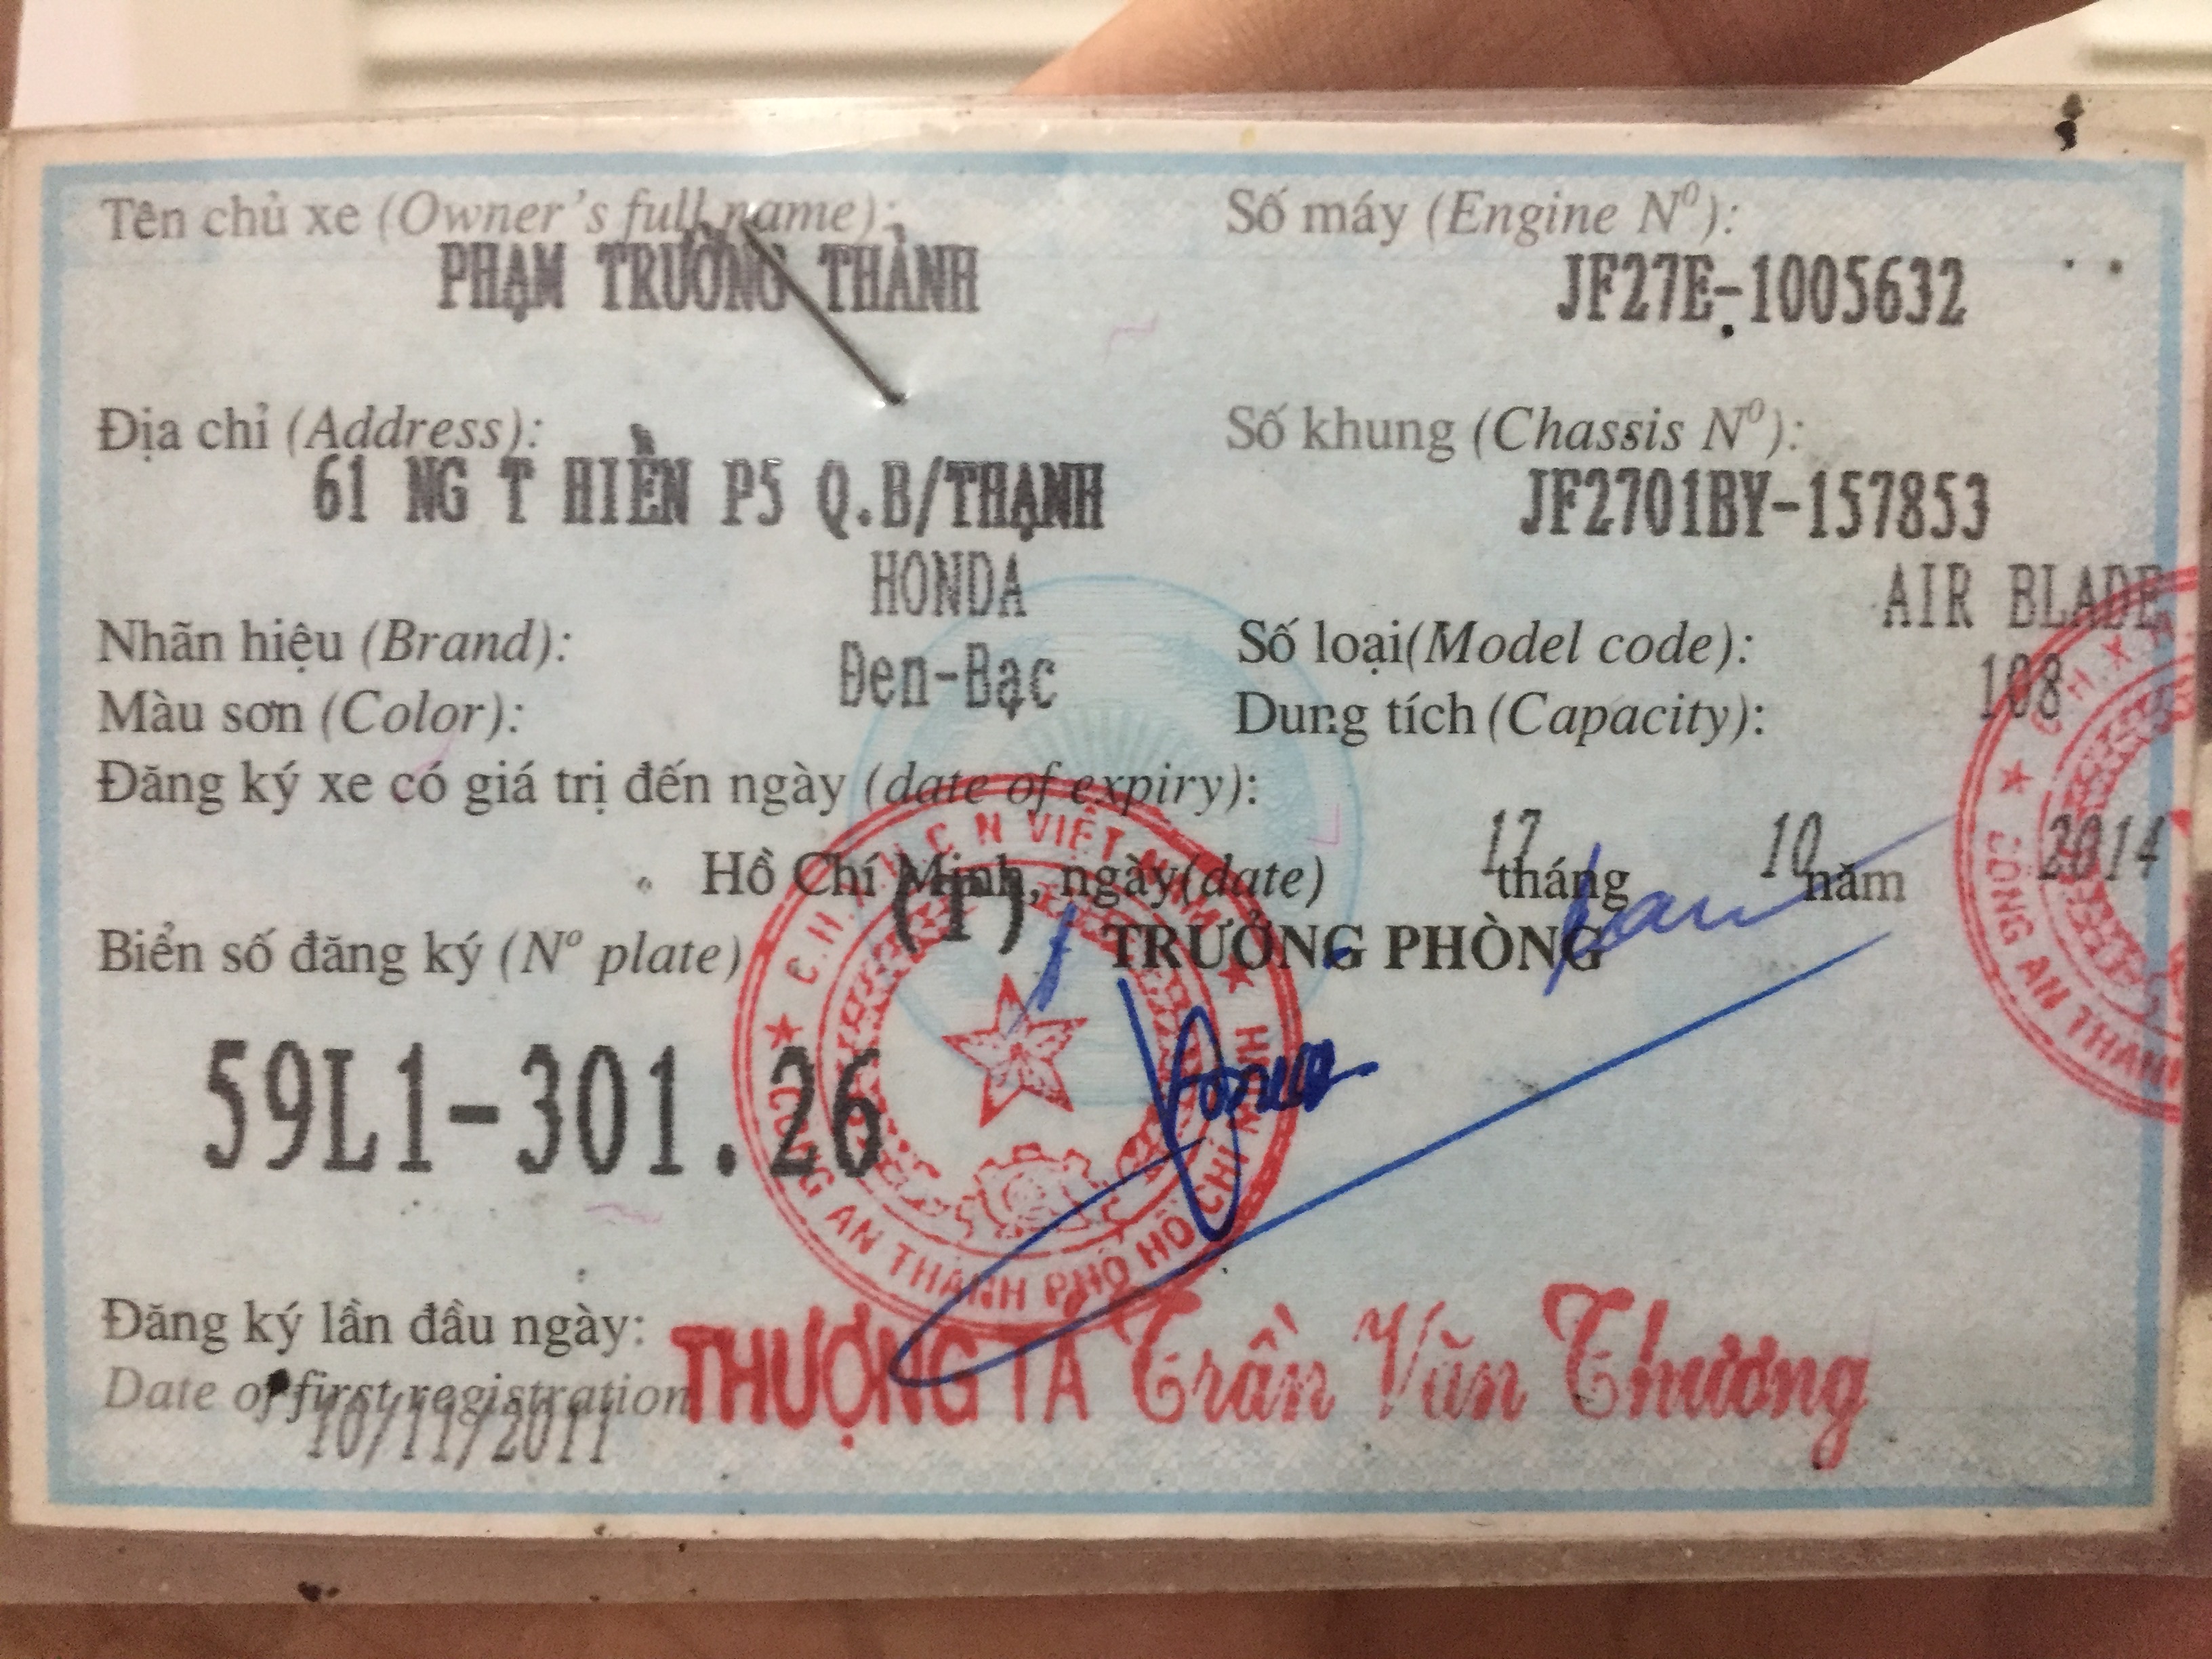 Tên chủ xe (Owner's full name):
PHẠM TRƯỜNG THÀNH
Số máy (Engine Nº):
JF27E-1005632
Địa chỉ (Address):
61 NG T HIỀN P5 Q.B/THẠNH
Số khung (Chassis Nº):
JF2701BY-157853
HONDA
AIR BLADE
Nhãn hiệu (Brand):
Số loại(Model code):
Đen-Bạc
108
Màu sơn (Color):
Dung tích (Capacity):
Đăng ký xe có giá trị đến ngày (date of expiry):
17 10 2014
Hồ Chí Minh, ngày(date) tháng năm
(T)
Biển số đăng ký (Nº plate)
TRƯỞNG PHÒNG
59L1-301.26
C.H.X.H.C.N VIỆT NAM
CÔNG AN THÀNH PHỐ HỒ CHÍ MINH
C.H.X
CÔNG AN THÀNH
Đăng ký lần đầu ngày:
Date of first registration
10/11/2011
THƯỢNG TÁ Trần Văn Thương